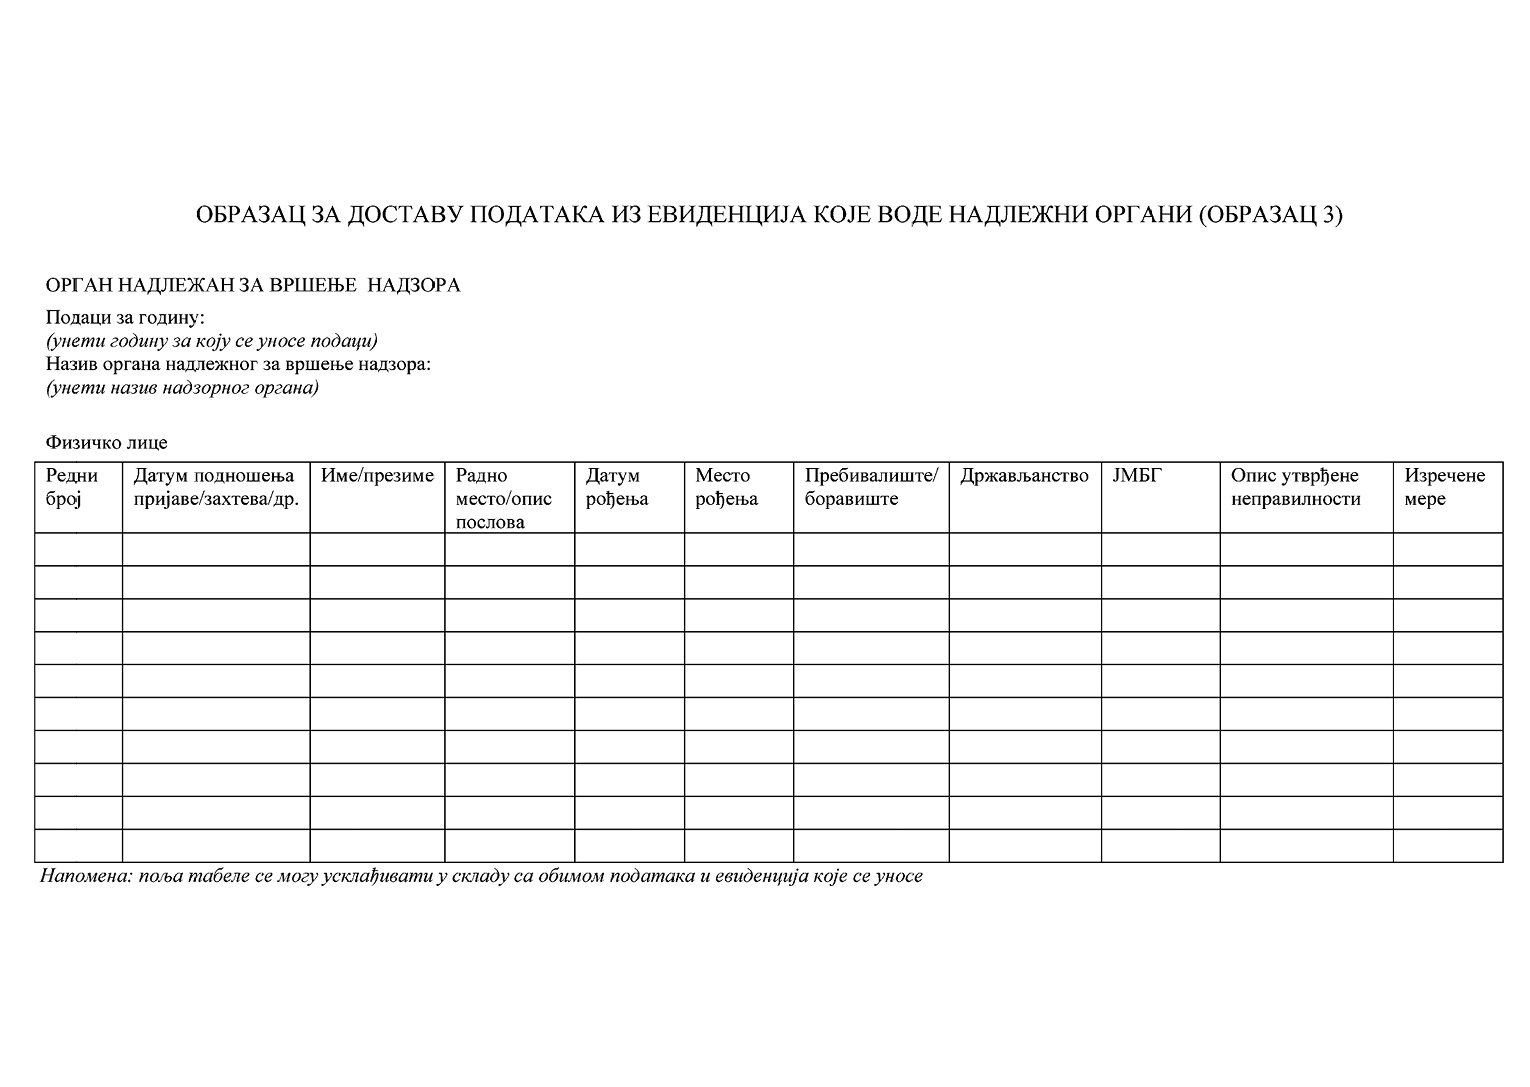 ОБРАЗАЦ ЗА ДОСТАВУ ПОДАТАКА ИЗ ЕВИДЕНЦИЈА КОЈЕ ВОДЕ НАДЛЕЖНИ ОРГАНИ (ОБРАЗАЦ 3)
ОРГАН НАДЛЕЖАН ЗА ВРШЕЊЕ НАДЗОРА
Подаци за годину:
(унети годину за коју се уносе подаци)
Назив органа надлежног за вршење надзора:
(унети назив надзорног органа)
Физичко лице
Редни
број
Датум подношења
пријаве/захтева/др.
Име/презиме
Радно
место/опис
послова
Датум
рођења
Место
рођења
Пребивалиште/
боравиште
Држављанство
ЈМБГ
Опис утврђене
неправилности
Изречене
мере
Напомена: поља табеле се могу усклађивати у складу са обимом података и евиденција које се уносе